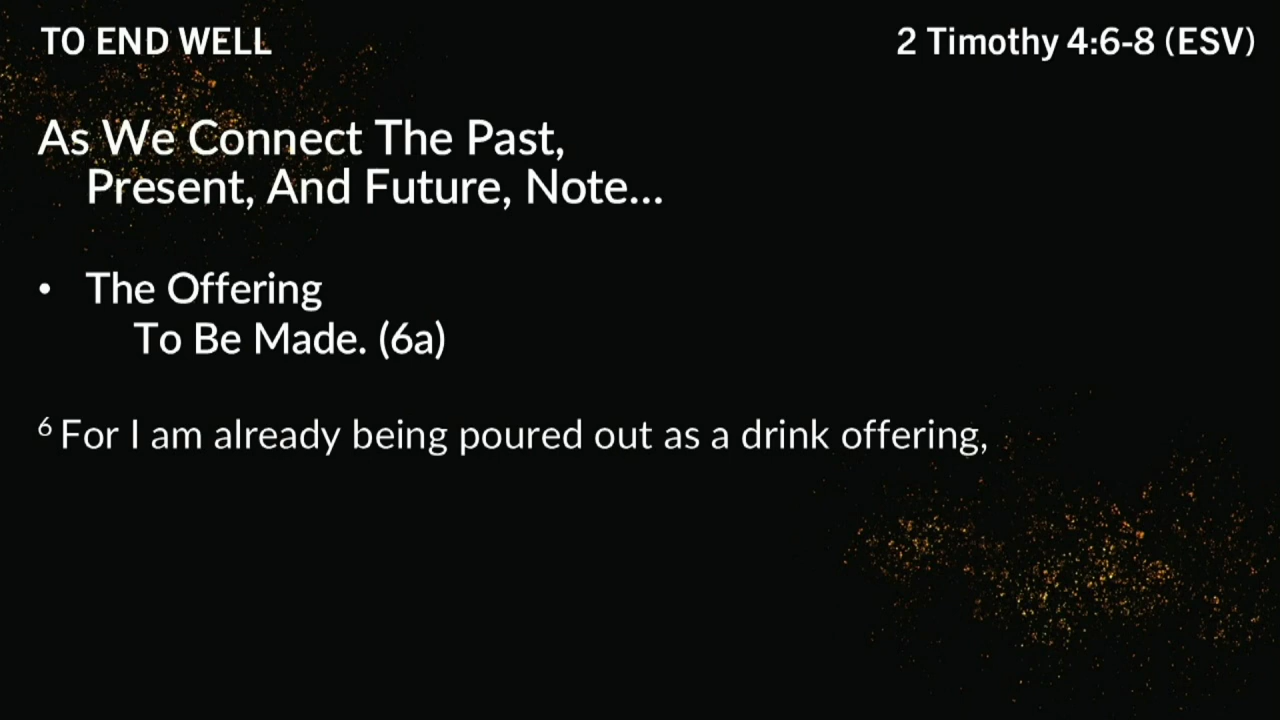 TO END WELL
2 Timothy 4:6-8 (ESV)
As We Connect The Past,
Present, And Future, Note...
• The Offering
To Be Made. (6a)
⁶ For I am already being poured out as a drink offering,